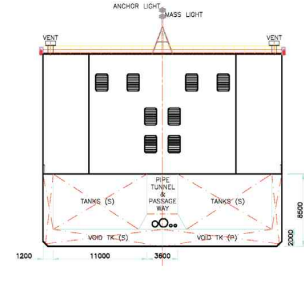 ANCHOR LIGHT
MASS LIGHT
VENT
VENT
PIPE
TUNNEL
&
PASSAGE
WAY
TANKS (S)
TANKS (S)
VOID TK (S)
VOID TK (P)
8500
2000
1200
11000
3600